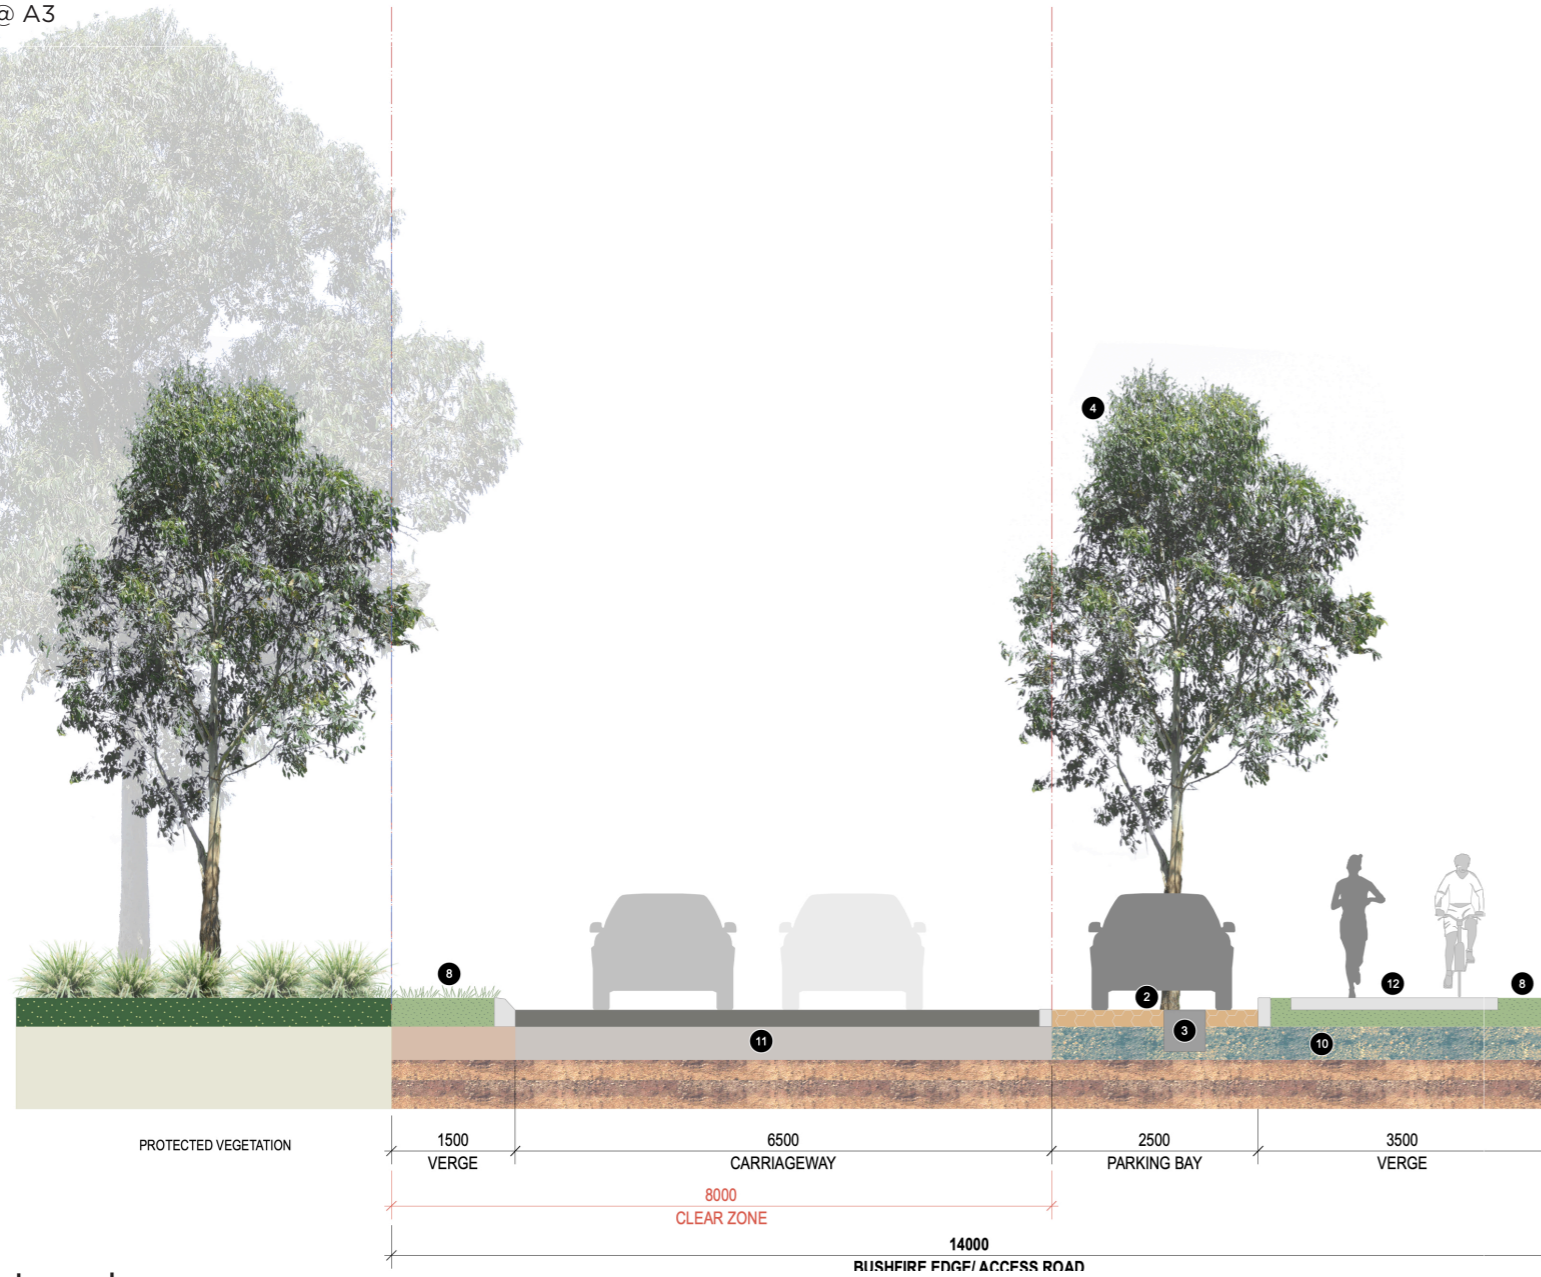 @ A3
4
8
2
12
8
3
11
10
PROTECTED VEGETATION
1500
VERGE
6500
CARRIAGEWAY
2500
PARKING BAY
3500
VERGE
8000
CLEAR ZONE
14000
BUSHFIRE EDGE/ ACCESS ROAD